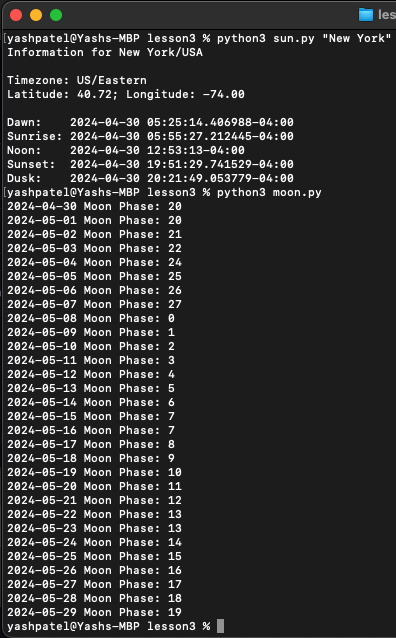 les
[yashpatel@Yashs-MBP lesson3 % python3 sun.py "New York"
Information for New York/USA
Timezone: US/Eastern
Latitude: 40.72; Longitude: -74.00
Dawn:    2024-04-30 05:25:14.406988-04:00
Sunrise: 2024-04-30 05:55:27.212445-04:00
Noon:    2024-04-30 12:53:13-04:00
Sunset:  2024-04-30 19:51:29.741529-04:00
Dusk:    2024-04-30 20:21:49.053779-04:00
[yashpatel@Yashs-MBP lesson3 % python3 moon.py
2024-04-30 Moon Phase: 20
2024-05-01 Moon Phase: 20
2024-05-02 Moon Phase: 21
2024-05-03 Moon Phase: 22
2024-05-04 Moon Phase: 24
2024-05-05 Moon Phase: 25
2024-05-06 Moon Phase: 26
2024-05-07 Moon Phase: 27
2024-05-08 Moon Phase: 0
2024-05-09 Moon Phase: 1
2024-05-10 Moon Phase: 2
2024-05-11 Moon Phase: 3
2024-05-12 Moon Phase: 4
2024-05-13 Moon Phase: 5
2024-05-14 Moon Phase: 6
2024-05-15 Moon Phase: 7
2024-05-16 Moon Phase: 7
2024-05-17 Moon Phase: 8
2024-05-18 Moon Phase: 9
2024-05-19 Moon Phase: 10
2024-05-20 Moon Phase: 11
2024-05-21 Moon Phase: 12
2024-05-22 Moon Phase: 13
2024-05-23 Moon Phase: 13
2024-05-24 Moon Phase: 14
2024-05-25 Moon Phase: 15
2024-05-26 Moon Phase: 16
2024-05-27 Moon Phase: 17
2024-05-28 Moon Phase: 18
2024-05-29 Moon Phase: 19
yashpatel@Yashs-MBP lesson3 %